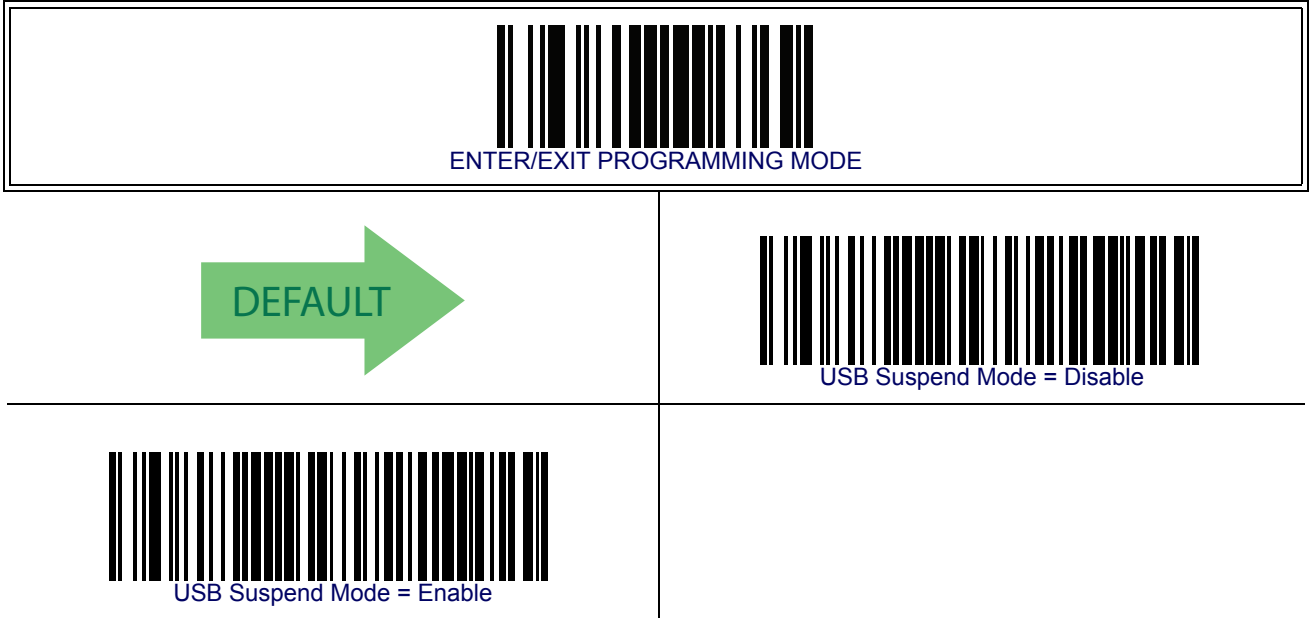 ENTER/EXIT PROGRAMMING MODE
DEFAULT
USB Suspend Mode = Disable
USB Suspend Mode = Enable